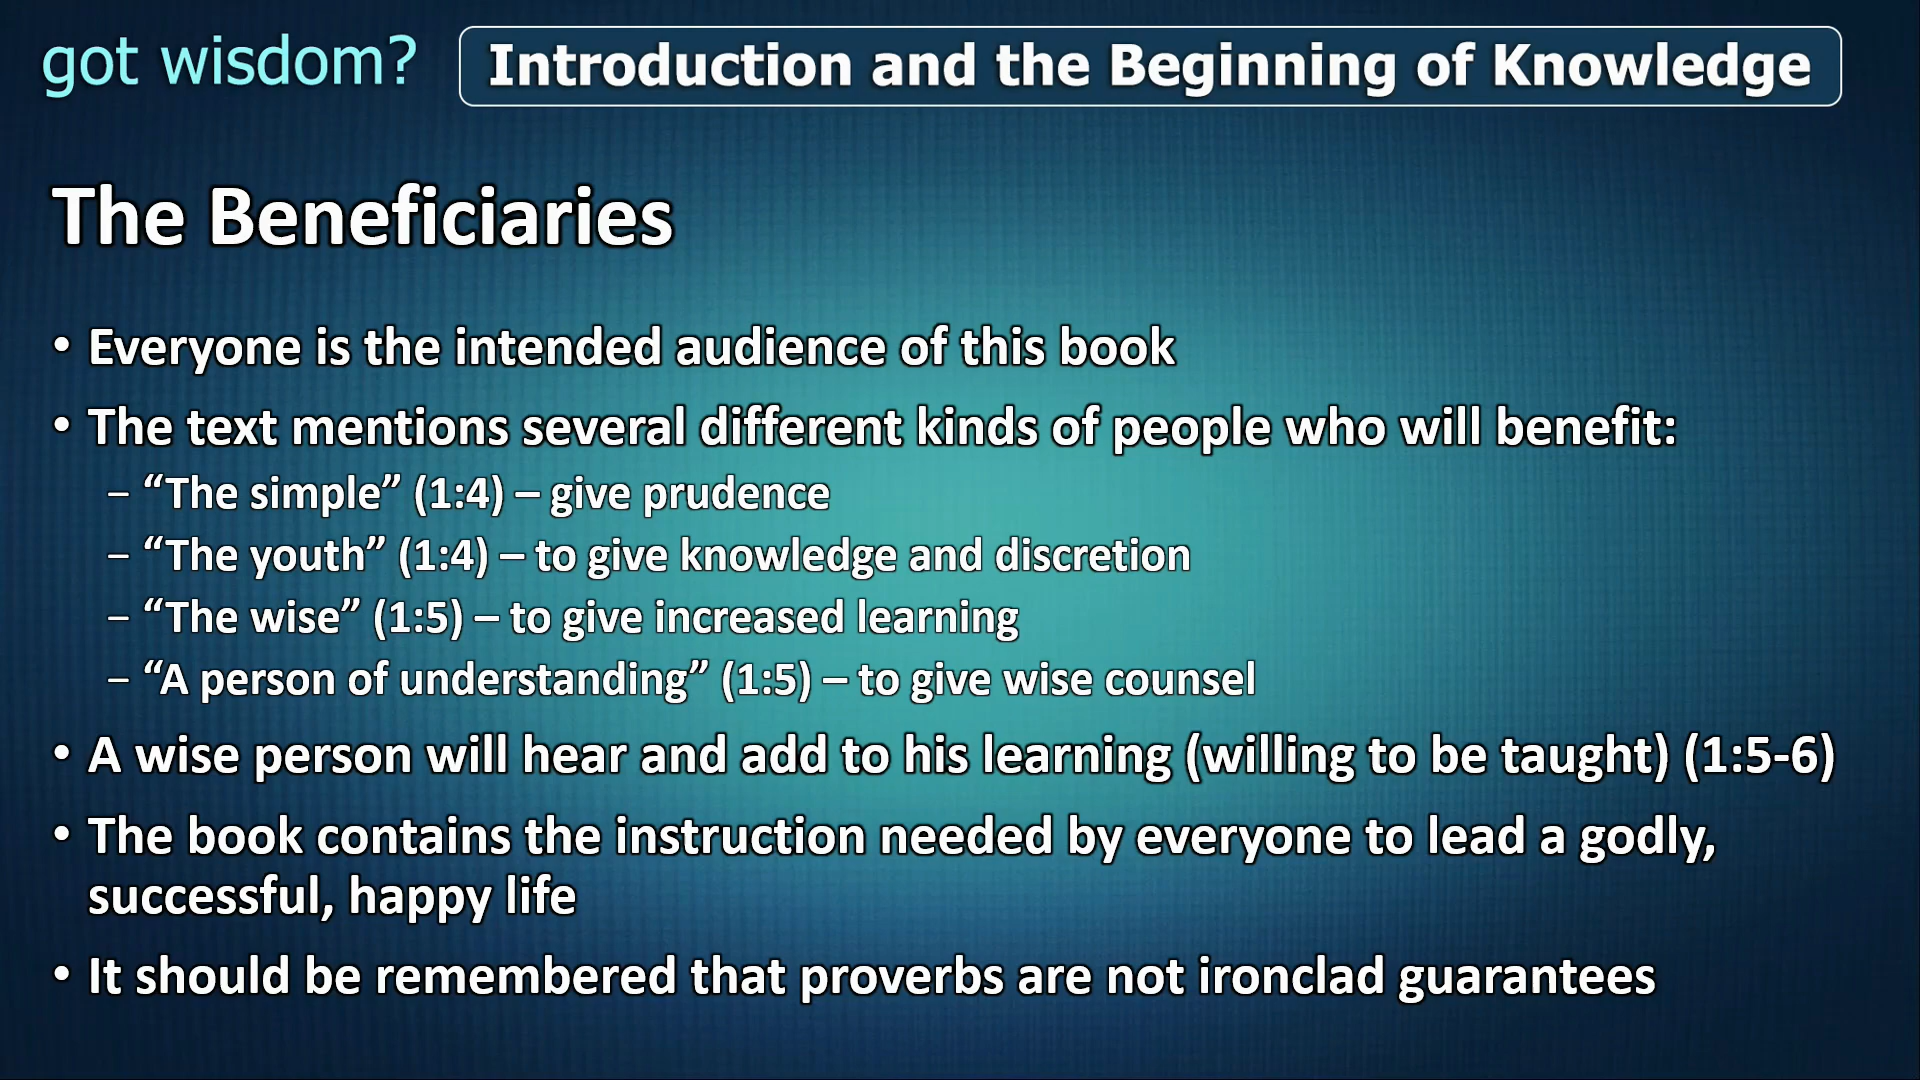 got wisdom?
Introduction and the Beginning of Knowledge
The Beneficiaries
• Everyone is the intended audience of this book
• The text mentions several different kinds of people who will benefit:
– “The simple” (1:4) – give prudence
– “The youth” (1:4) – to give knowledge and discretion
– “The wise” (1:5) – to give increased learning
– “A person of understanding” (1:5) – to give wise counsel
• A wise person will hear and add to his learning (willing to be taught) (1:5-6)
• The book contains the instruction needed by everyone to lead a godly,
successful, happy life
• It should be remembered that proverbs are not ironclad guarantees